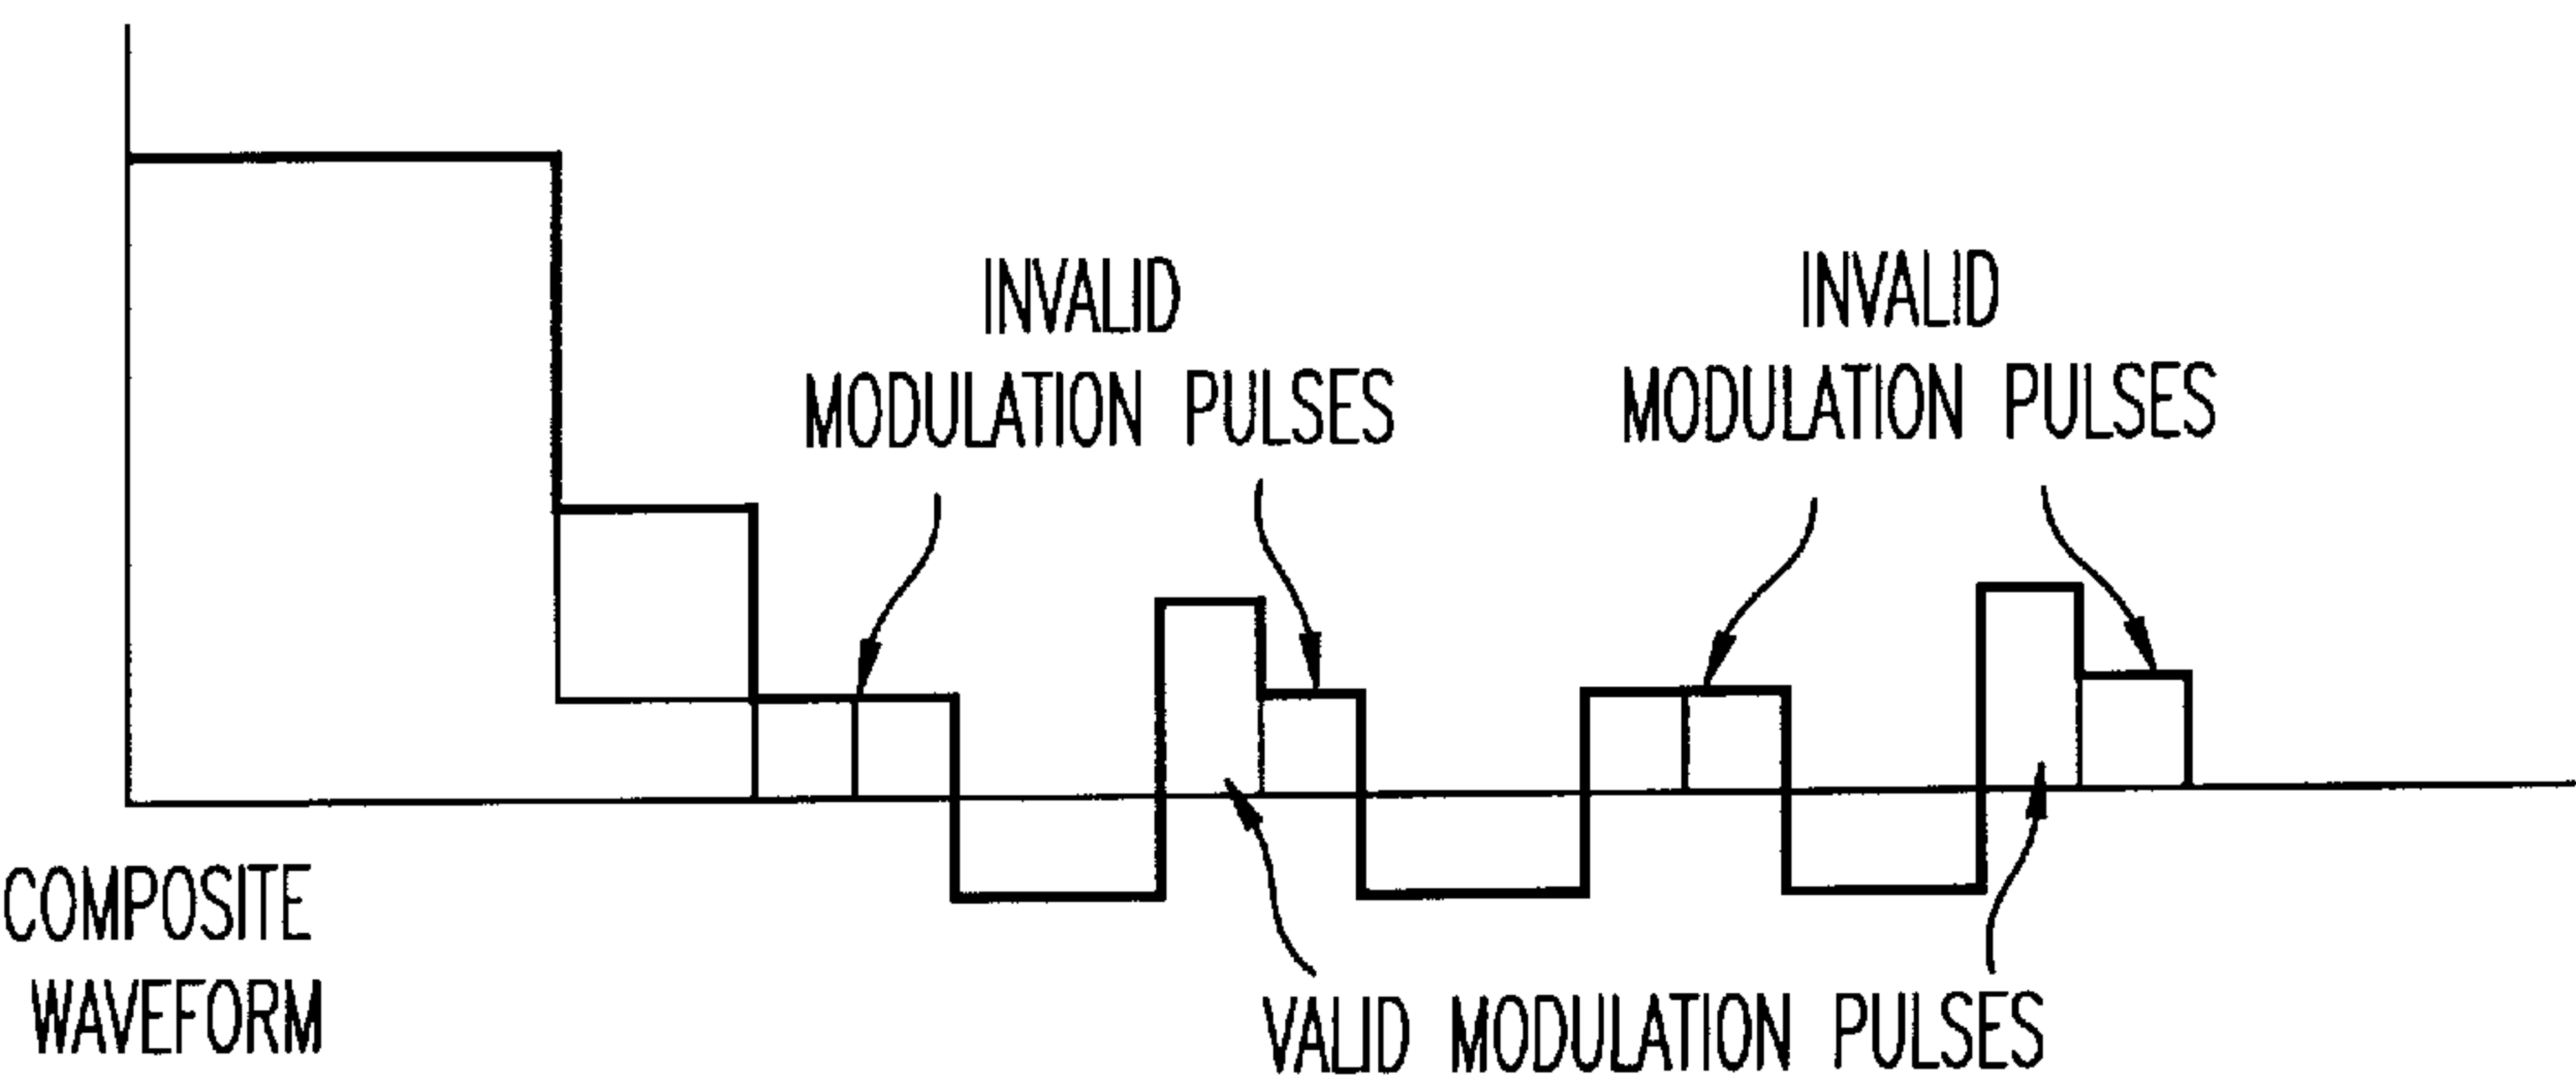 INVALID
MODULATION PULSES
INVALID
MODULATION PULSES
COMPOSITE
WAVEFORM
VALID MODULATION PULSES